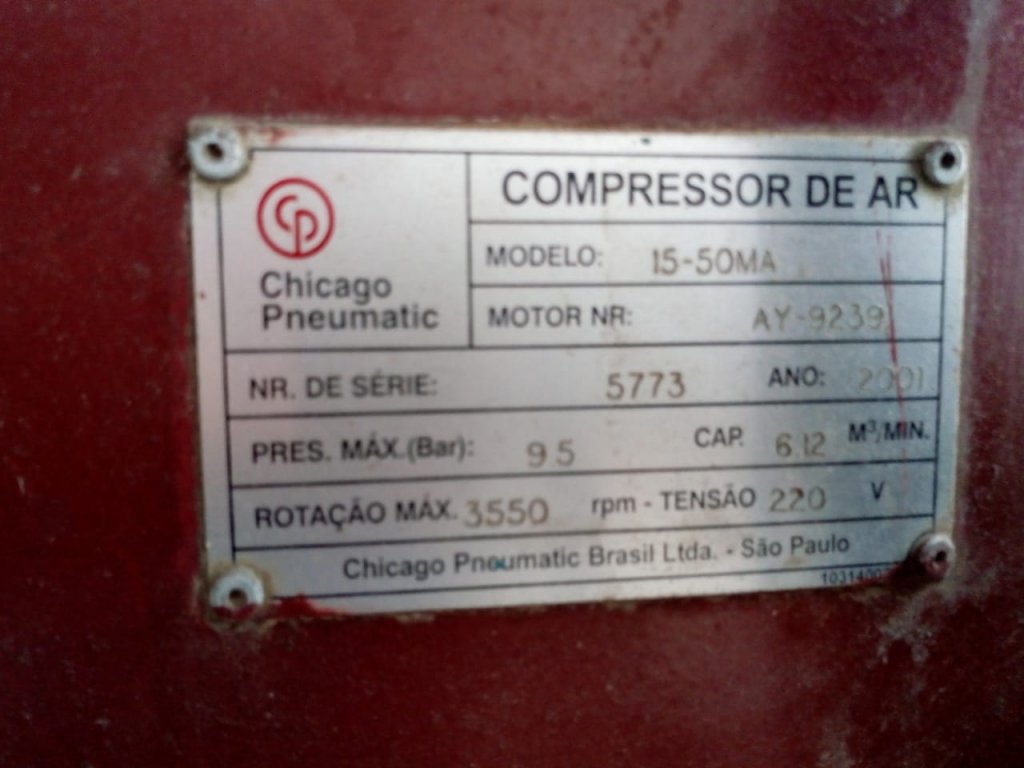 CP
Chicago
Pneumatic
COMPRESSOR DE AR
MODELO: 15-50MA
MOTOR NR: AY-9239
NR. DE SÉRIE: 5773 ANO: 2001
PRES. MÁX.(Bar): 9.5 CAP. 6.12 M³/MIN.
ROTAÇÃO MÁX. 3550 rpm - TENSÃO 220 V
Chicago Pneumatic Brasil Ltda. - São Paulo